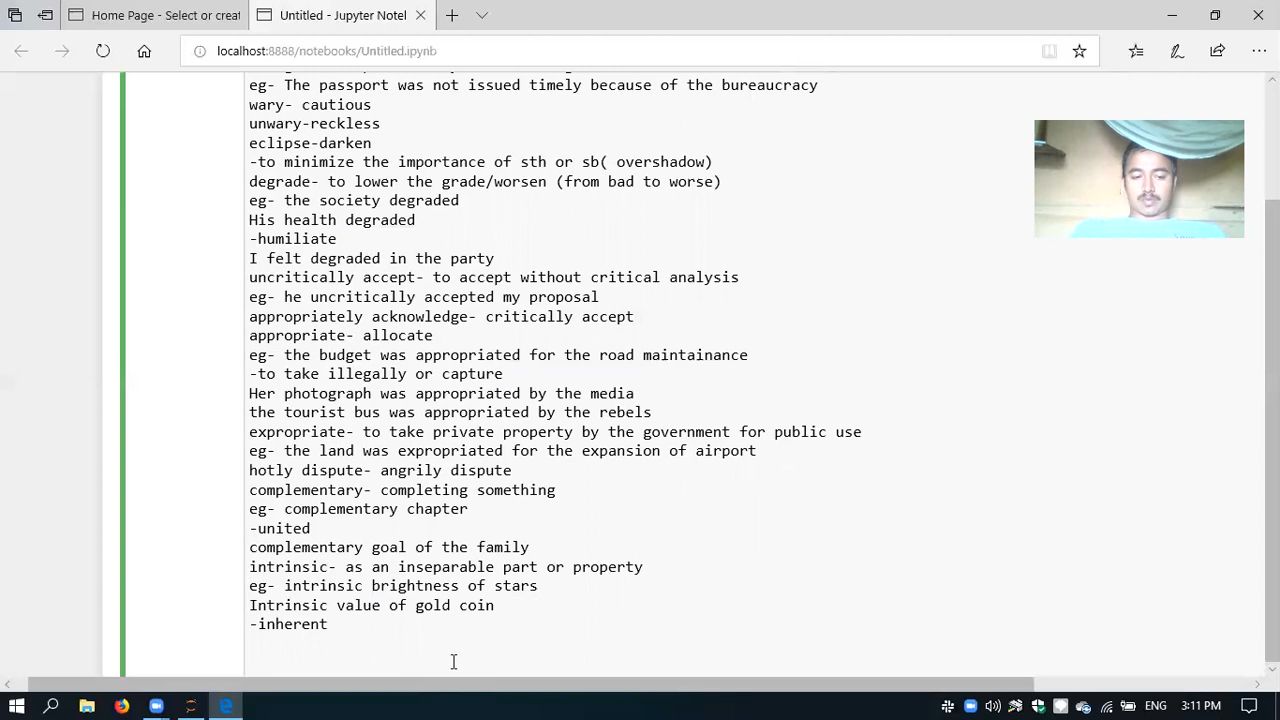 Home Page - Select or creat
Untitled - Jupyter Notel
localhost:8888/notebooks/Untitled.ipynb
eg- The passport was not issued timely because of the bureaucracy
wary- cautious
unwary-reckless
eclipse-darken
-to minimize the importance of sth or sb( overshadow)
degrade- to lower the grade/worsen (from bad to worse)
eg- the society degraded
His health degraded
-humiliate
I felt degraded in the party
uncritically accept- to accept without critical analysis
eg- he uncritically accepted my proposal
appropriately acknowledge- critically accept
appropriate- allocate
eg- the budget was appropriated for the road maintainance
-to take illegally or capture
Her photograph was appropriated by the media
the tourist bus was appropriated by the rebels
expropriate- to take private property by the government for public use
eg- the land was expropriated for the expansion of airport
hotly dispute- angrily dispute
complementary- completing something
eg- complementary chapter
-united
complementary goal of the family
intrinsic- as an inseparable part or property
eg- intrinsic brightness of stars
Intrinsic value of gold coin
-inherent
ENG 3:11 PM